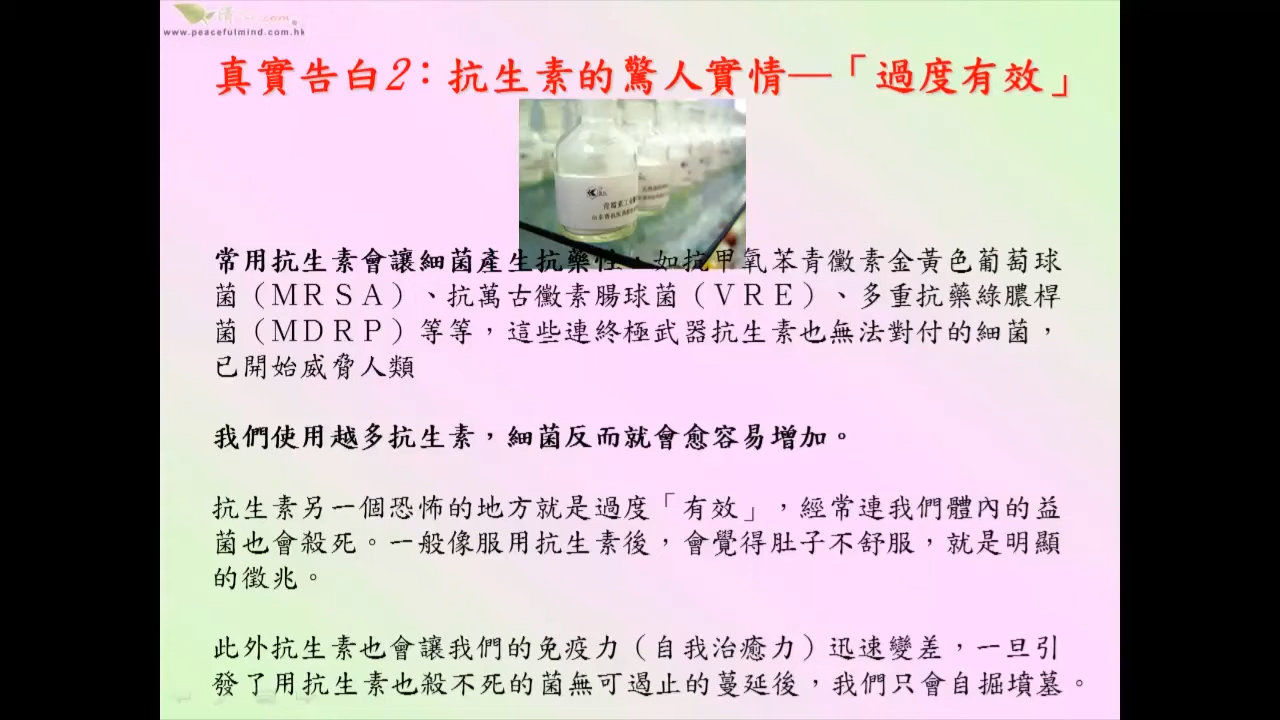 www.peacefulmind.com.hk
真實告白2：抗生素的驚人實情—「過度有效」
常用抗生素會讓細菌產生抗藥性，如抗甲氧苯青黴素金黃色葡萄球
菌（ＭＲＳＡ）、抗萬古黴素腸球菌（ＶＲＥ）、多重抗藥綠膿桿
菌（ＭＤＲＰ）等等，這些連終極武器抗生素也無法對付的細菌，
已開始威脅人類
我們使用越多抗生素，細菌反而就會愈容易增加。
抗生素另一個恐怖的地方就是過度「有效」，經常連我們體內的益
菌也會殺死。一般像服用抗生素後，會覺得肚子不舒服，就是明顯
的徵兆。
此外抗生素也會讓我們的免疫力（自我治癒力）迅速變差，一旦引
發了用抗生素也殺不死的菌無可遏止的蔓延後，我們只會自掘墳墓。